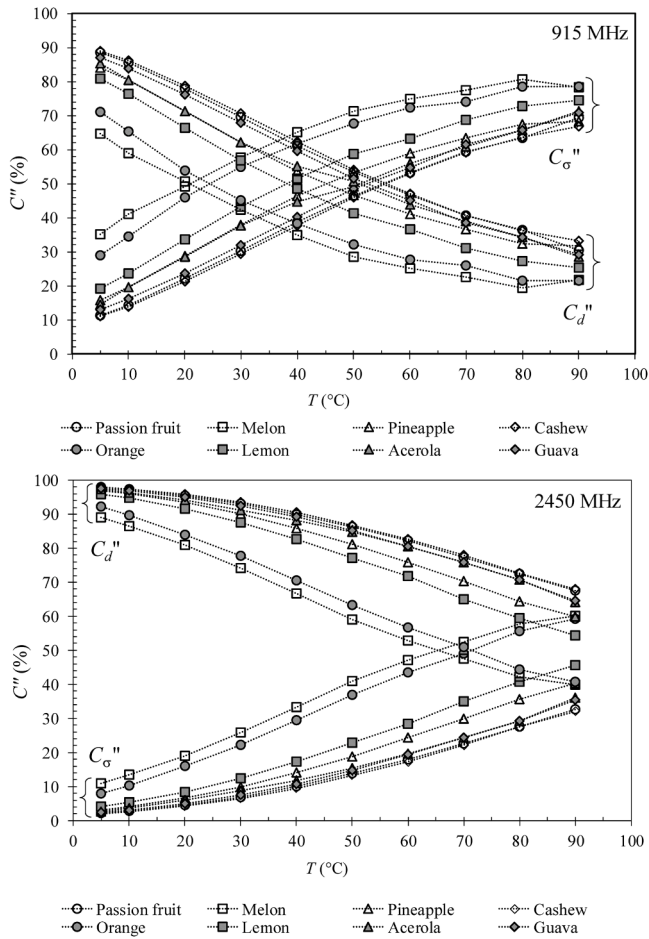 915 MHz
100
90
80
70
60
50
40
30
20
10
0
C" (%)
Cσ"
Cd"
0 10 20 30 40 50 60 70 80 90 100
T (°C)
Passion fruit Melon Pineapple Cashew
Orange Lemon Acerola Guava
2450 MHz
100
90
80
70
60
50
40
30
20
10
0
C" (%)
Cd"
Cσ"
0 10 20 30 40 50 60 70 80 90 100
T (°C)
Passion fruit Melon Pineapple Cashew
Orange Lemon Acerola Guava